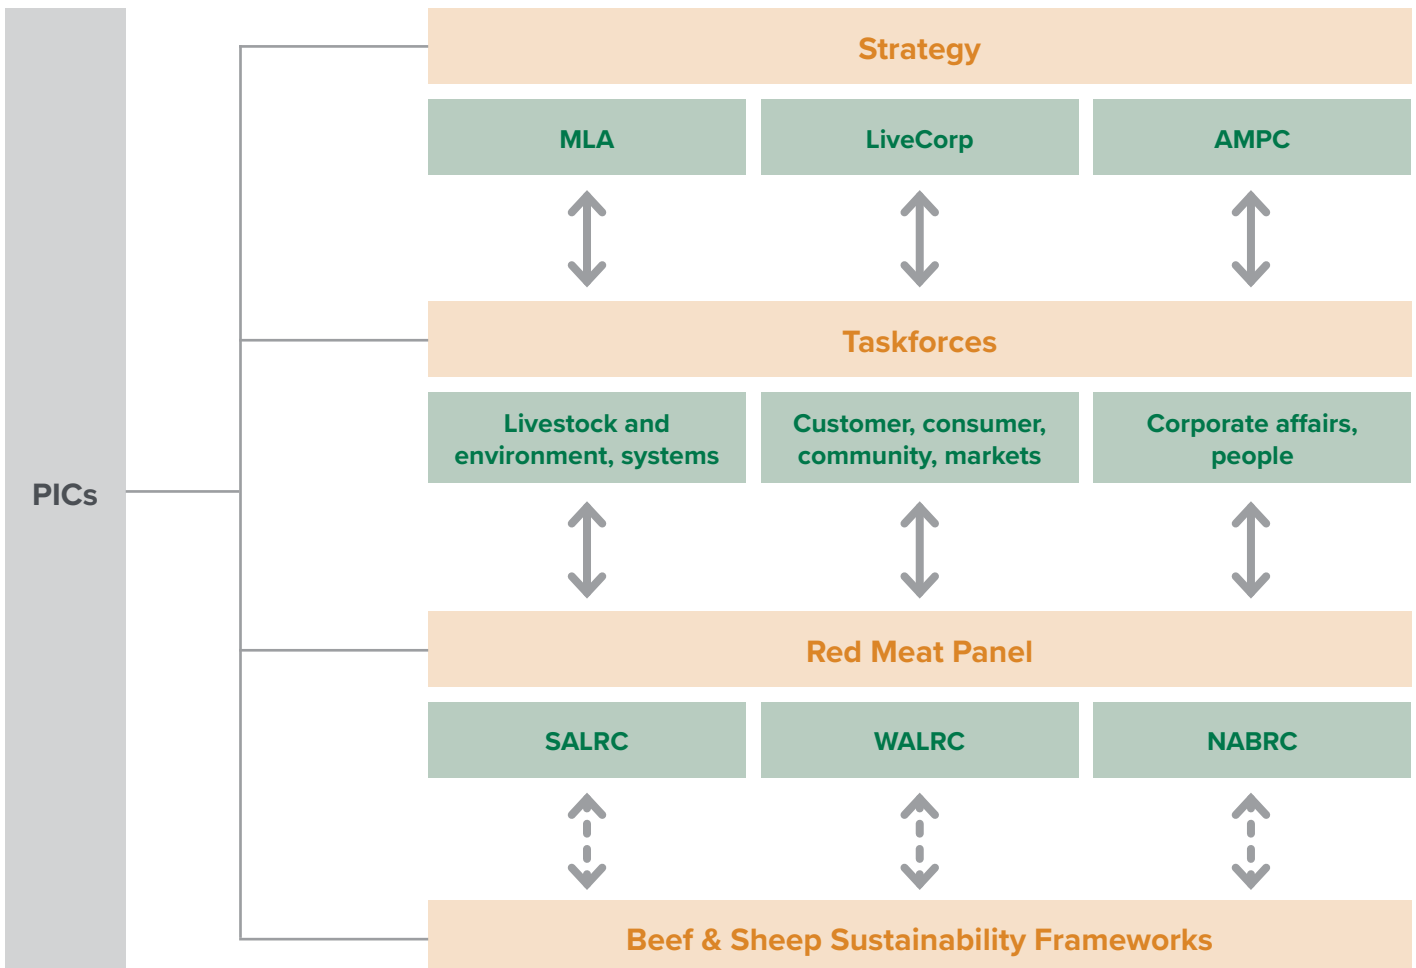 PICs
Strategy
MLA
LiveCorp
AMPC
Taskforces
Livestock and
environment, systems
Customer, consumer,
community, markets
Corporate affairs,
people
Red Meat Panel
SALRC
WALRC
NABRC
Beef & Sheep Sustainability Frameworks